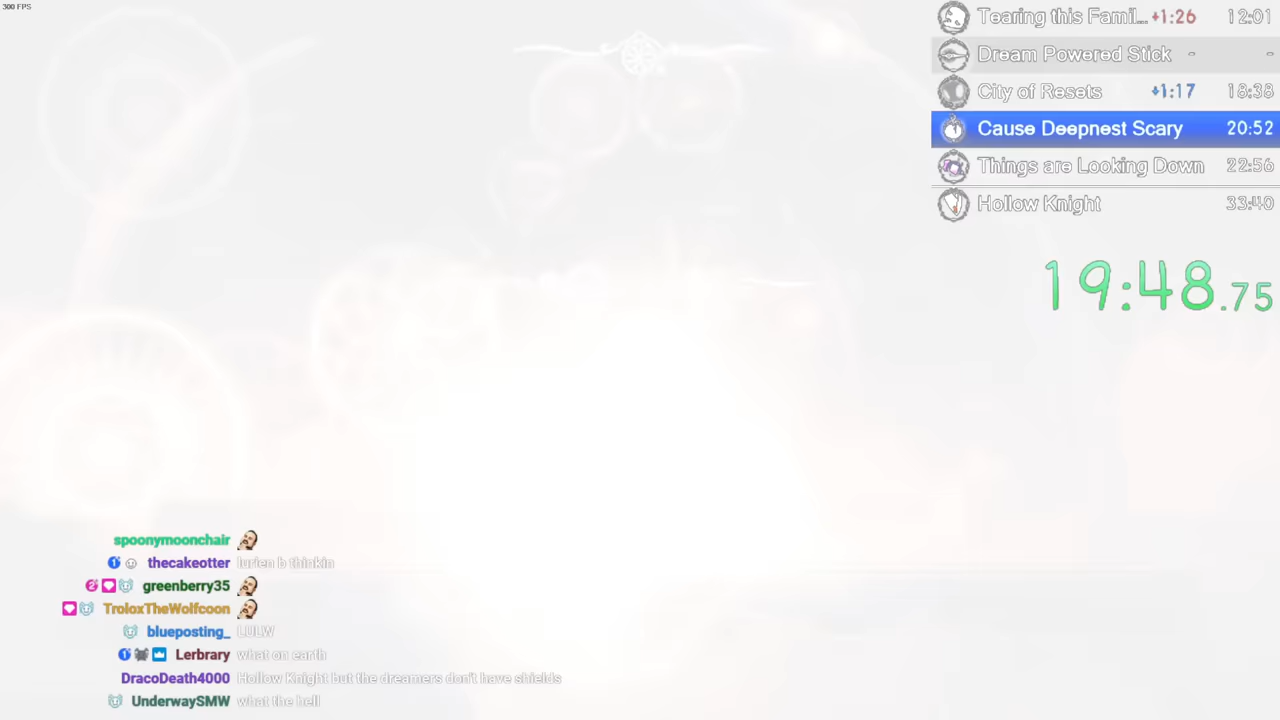 300 FPS
Tearing this Famil... +1:26 12:01
Dream Powered Stick - -
City of Resets +1:17 18:38
Cause Deepnest Scary 20:52
Things are Looking Down 22:56
Hollow Knight 33:40
19:48.75
spoonymoonchair
thecakeotter lurien b thinkin
greenberry35
TroloxTheWolfcoon
blueposting_ LULW
Lerbrary what on earth
DracoDeath4000 Hollow Knight but the dreamers don't have shields
UnderwaySMW what the hell